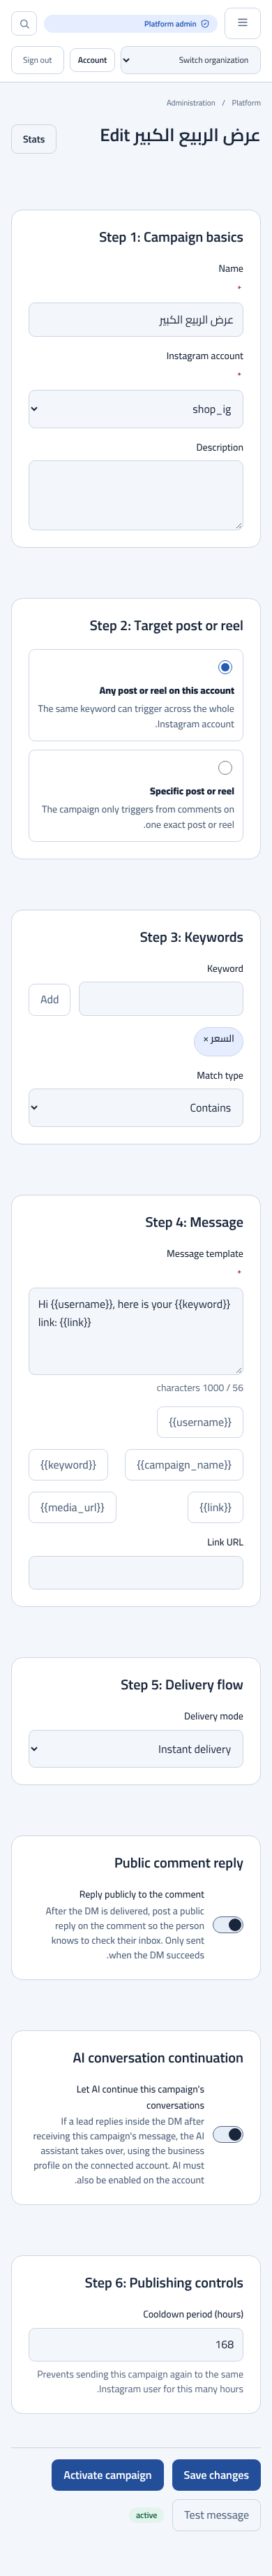 Platform admin
Sign out
Account
Switch organization
Administration / Platform
Edit عرض الربيع الكبير
Stats
Step 1: Campaign basics
Name
*
عرض الربيع الكبير
Instagram account
*
shop_ig
Description
Step 2: Target post or reel
Any post or reel on this account
The same keyword can trigger across the whole
Instagram account.
Specific post or reel
The campaign only triggers from comments on
one exact post or reel.
Step 3: Keywords
Keyword
Add
السعر ×
Match type
Contains
Step 4: Message
Message template
*
Hi {{username}}, here is your {{keyword}}
link: {{link}}
characters 1000 / 56
{{username}}
{{campaign_name}}
{{keyword}}
{{link}}
{{media_url}}
Link URL
Step 5: Delivery flow
Delivery mode
Instant delivery
Public comment reply
Reply publicly to the comment
After the DM is delivered, post a public
reply on the comment so the person
knows to check their inbox. Only sent
when the DM succeeds.
AI conversation continuation
Let AI continue this campaign's
conversations
If a lead replies inside the DM after
receiving this campaign's message, the AI
assistant takes over, using the business
profile on the connected account. AI must
also be enabled on the account.
Step 6: Publishing controls
Cooldown period (hours)
168
Prevents sending this campaign again to the same
Instagram user for this many hours.
Save changes
Activate campaign
Test message
active